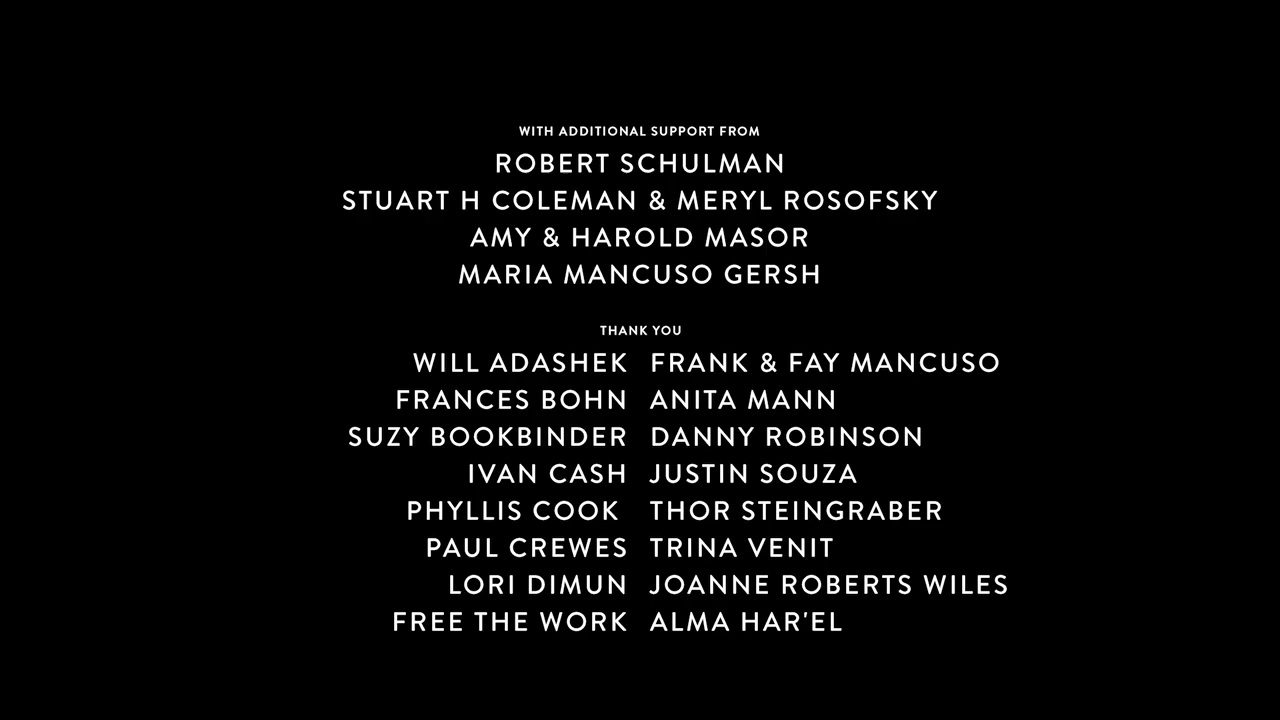 WITH ADDITIONAL SUPPORT FROM
ROBERT SCHULMAN
STUART H COLEMAN & MERYL ROSOFSKY
AMY & HAROLD MASOR
MARIA MANCUSO GERSH
THANK YOU
WILL ADASHEK FRANK & FAY MANCUSO
FRANCES BOHN ANITA MANN
SUZY BOOKBINDER DANNY ROBINSON
IVAN CASH JUSTIN SOUZA
PHYLLIS COOK THOR STEINGRABER
PAUL CREWES TRINA VENIT
LORI DIMUN JOANNE ROBERTS WILES
FREE THE WORK ALMA HAR'EL